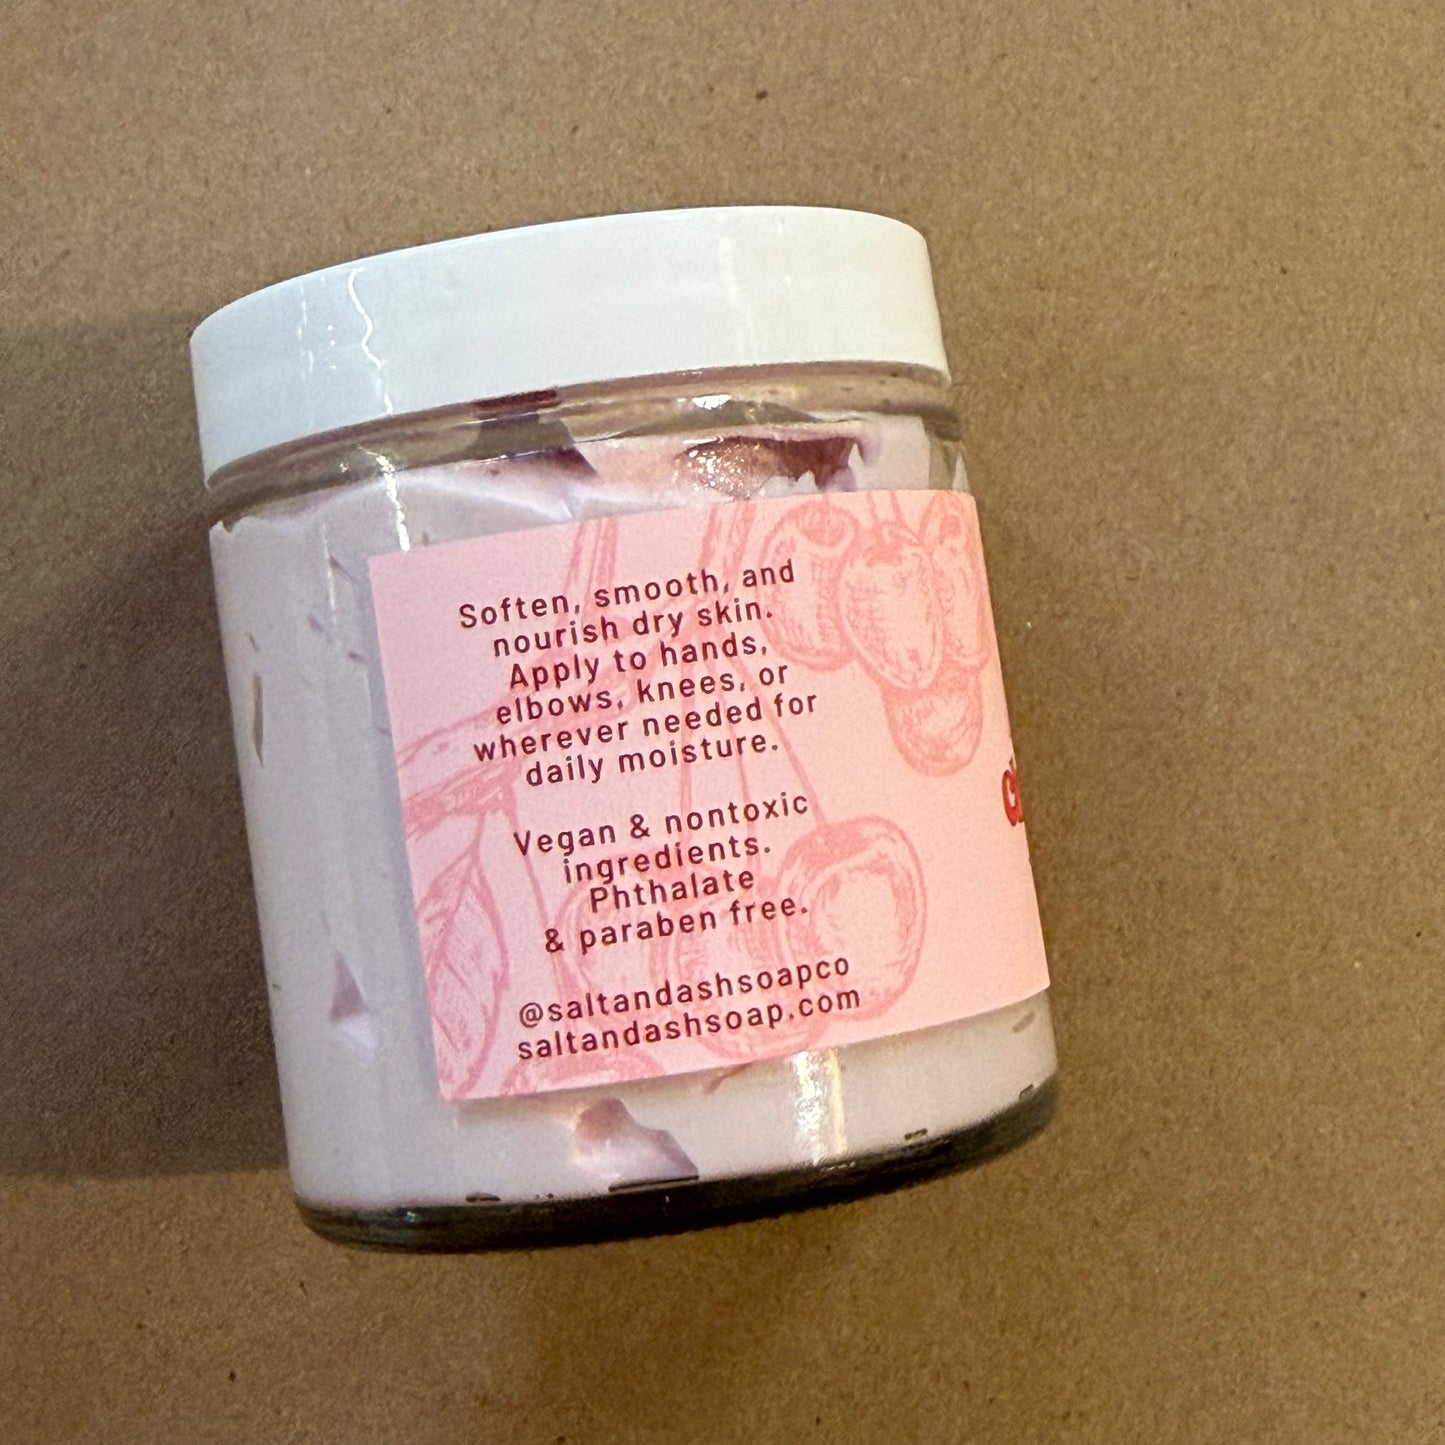 Soften, smooth, and
nourish dry skin.
Apply to hands,
elbows, knees, or
wherever needed for
daily moisture.
Vegan & nontoxic
ingredients.
Phthalate
& paraben free.
@saltandashsoapco
saltandashsoap.com